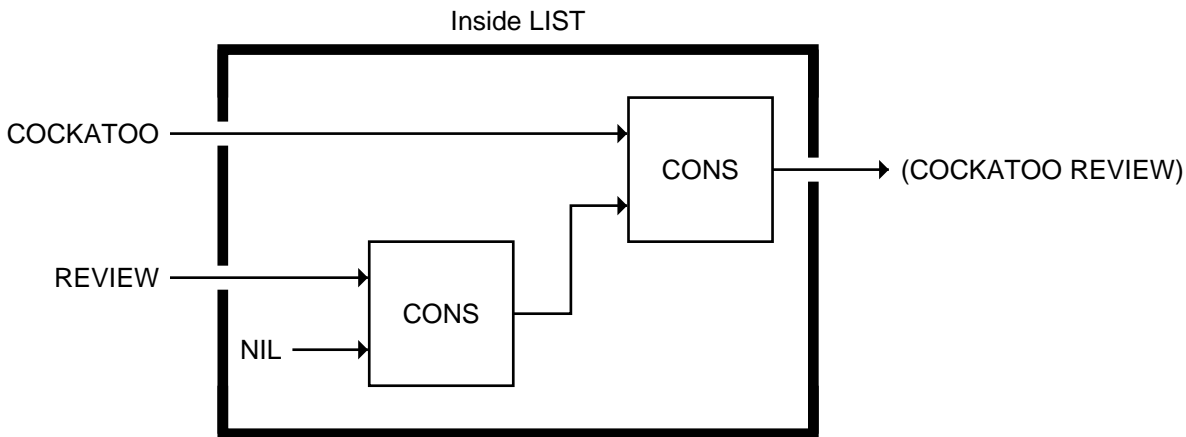 Inside LIST
COCKATOO
CONS
(COCKATOO REVIEW)
REVIEW
CONS
NIL